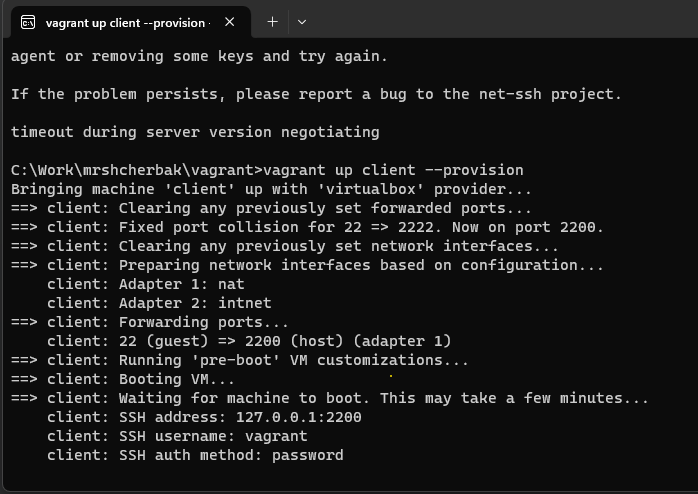 vagrant up client --provision
agent or removing some keys and try again.
If the problem persists, please report a bug to the net-ssh project.
timeout during server version negotiating
C:\Work\mrshcherbak\vagrant>vagrant up client --provision
Bringing machine 'client' up with 'virtualbox' provider...
==> client: Clearing any previously set forwarded ports...
==> client: Fixed port collision for 22 => 2222. Now on port 2200.
==> client: Clearing any previously set network interfaces...
==> client: Preparing network interfaces based on configuration...
    client: Adapter 1: nat
    client: Adapter 2: intnet
==> client: Forwarding ports...
    client: 22 (guest) => 2200 (host) (adapter 1)
==> client: Running 'pre-boot' VM customizations...
==> client: Booting VM...
==> client: Waiting for machine to boot. This may take a few minutes...
    client: SSH address: 127.0.0.1:2200
    client: SSH username: vagrant
    client: SSH auth method: password